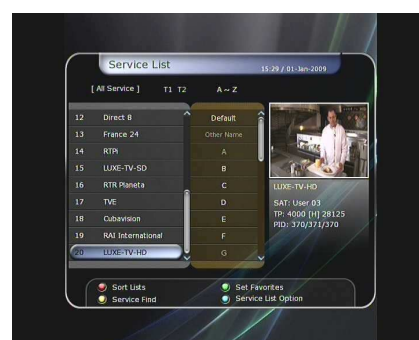 Service List
15:29 / 01-Jan-2009
[ All Service ] T1 T2 A ~ Z
12 Direct 8
13 France 24
14 RTPi
15 LUXE-TV-SD
16 RTR Planeta
17 TVE
18 Cubavision
19 RAI International
20 LUXE-TV-HD
Default
Other Name
A
B
C
D
E
F
G
LUXE-TV-HD
SAT: User 03
TP: 4000 [H] 28125
PID: 370/371/370
Sort Lists
Set Favorites
Service Find
Service List Option